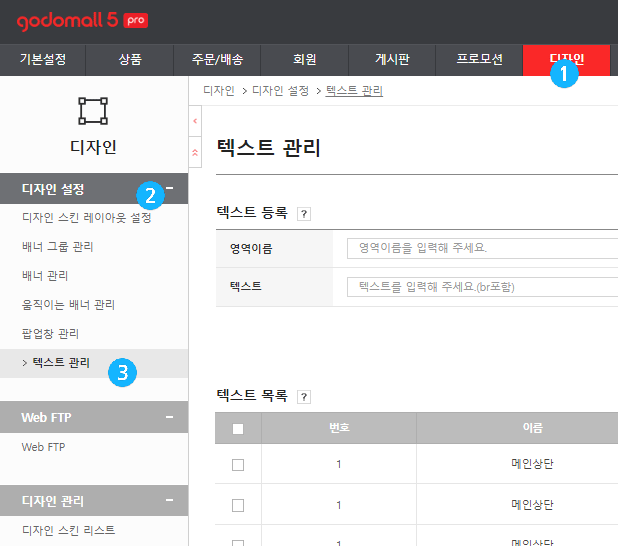 godomall 5 pro
기본설정 상품 주문/배송 회원 게시판 프로모션 디자인
1
디자인 > 디자인 설정 > 텍스트 관리
디자인
텍스트 관리
디자인 설정
2
디자인 스킨 레이아웃 설정
배너 그룹 관리
배너 관리
움직이는 배너 관리
팝업창 관리
> 텍스트 관리
3
Web FTP
Web FTP
디자인 관리
디자인 스킨 리스트
텍스트 등록 ?
영역이름 영역이름을 입력해 주세요.
텍스트 텍스트를 입력해 주세요.(br포함)
텍스트 목록 ?
번호 이름
1 메인상단
1 메인상단
1 메인상단